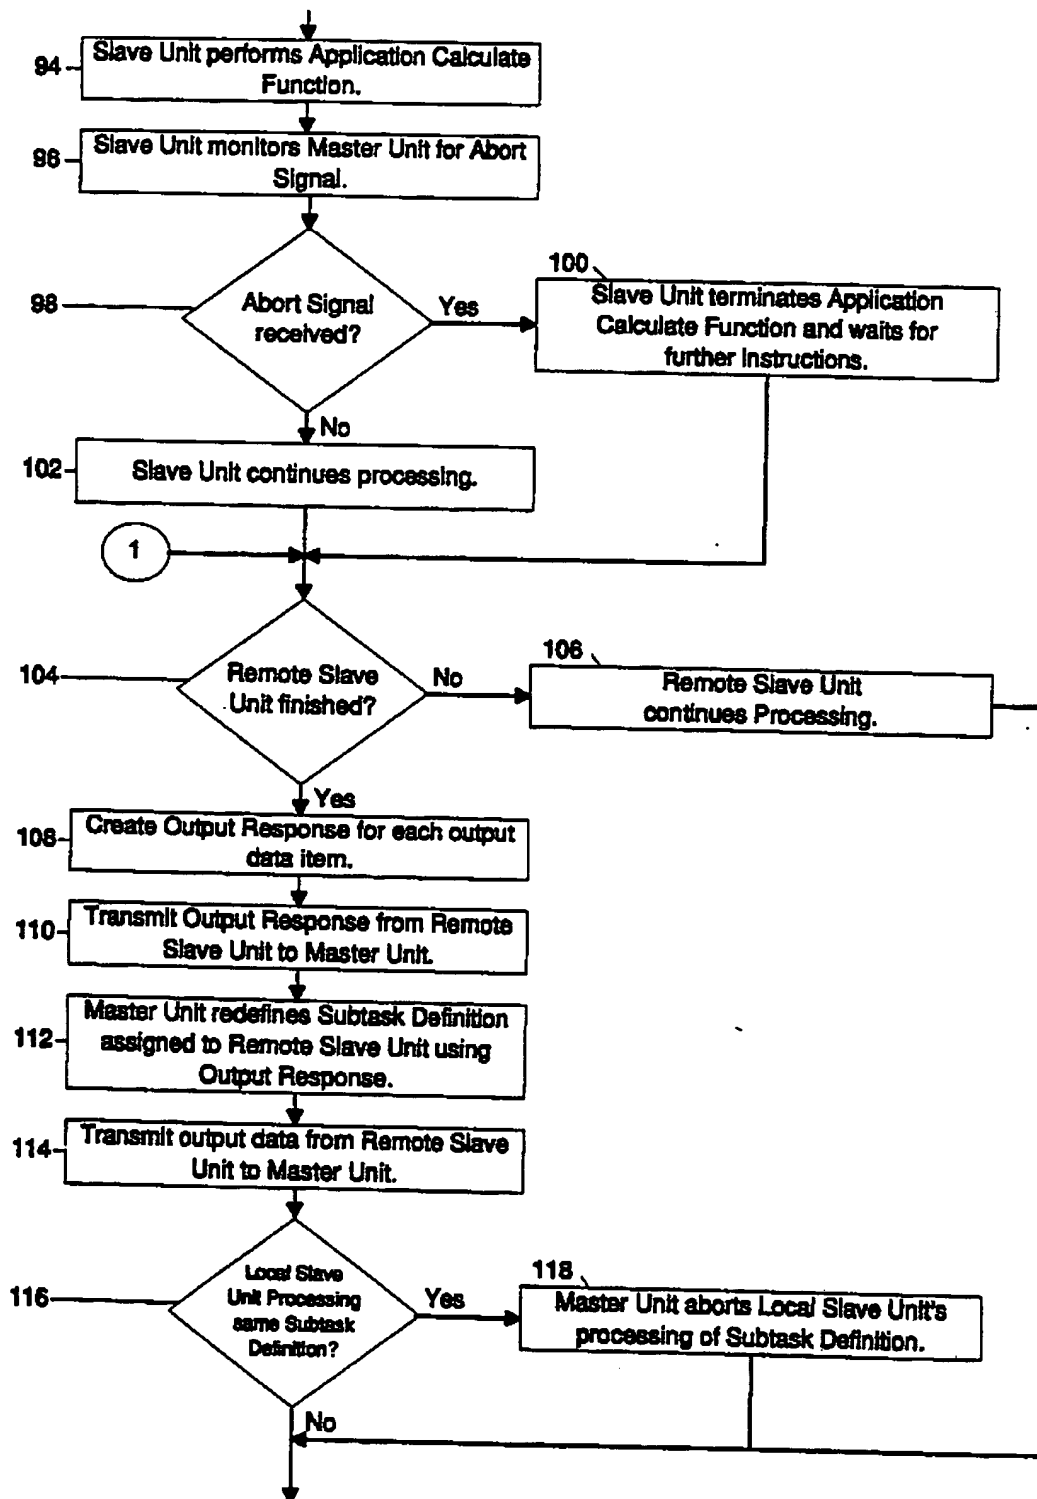 94
Slave Unit performs Application Calculate
Function.
96
Slave Unit monitors Master Unit for Abort
Signal.
98
Abort Signal
received?
Yes
100
Slave Unit terminates Application
Calculate Function and waits for
further Instructions.
No
102
Slave Unit continues processing.
1
104
Remote Slave
Unit finished?
No
106
Remote Slave Unit
continues Processing.
Yes
108
Create Output Response for each output
data item.
110
Transmit Output Response from Remote
Slave Unit to Master Unit.
112
Master Unit redefines Subtask Definition
assigned to Remote Slave Unit using
Output Response.
114
Transmit output data from Remote Slave
Unit to Master Unit.
116
Local Slave
Unit Processing
same Subtask
Definition?
Yes
118
Master Unit aborts Local Slave Unit's
processing of Subtask Definition.
No